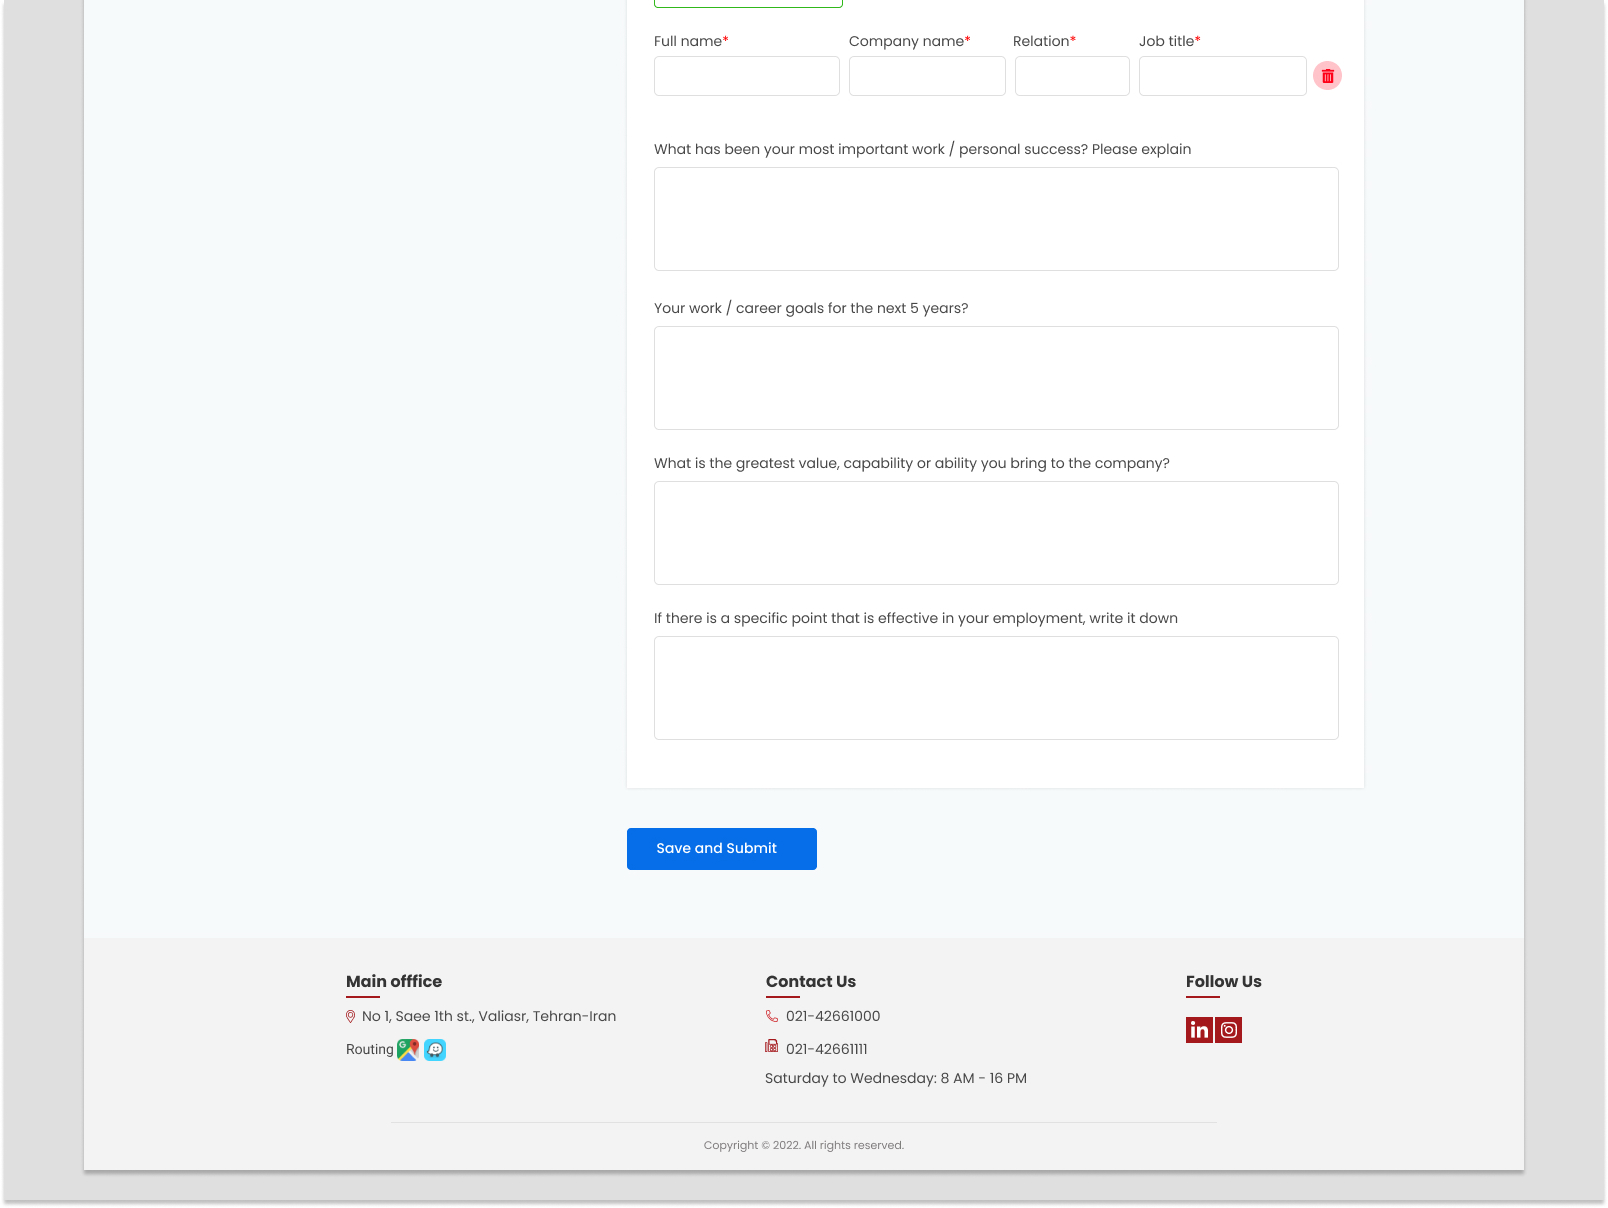 Full name* Company name* Relation* Job title*
What has been your most important work / personal success? Please explain
Your work / career goals for the next 5 years?
What is the greatest value, capability or ability you bring to the company?
If there is a specific point that is effective in your employment, write it down
Save and Submit
Main offfice
No 1, Saee 1th st., Valiasr, Tehran-Iran
Routing
Contact Us
021-42661000
021-42661111
Saturday to Wednesday: 8 AM - 16 PM
Follow Us
in
Copyright © 2022. All rights reserved.